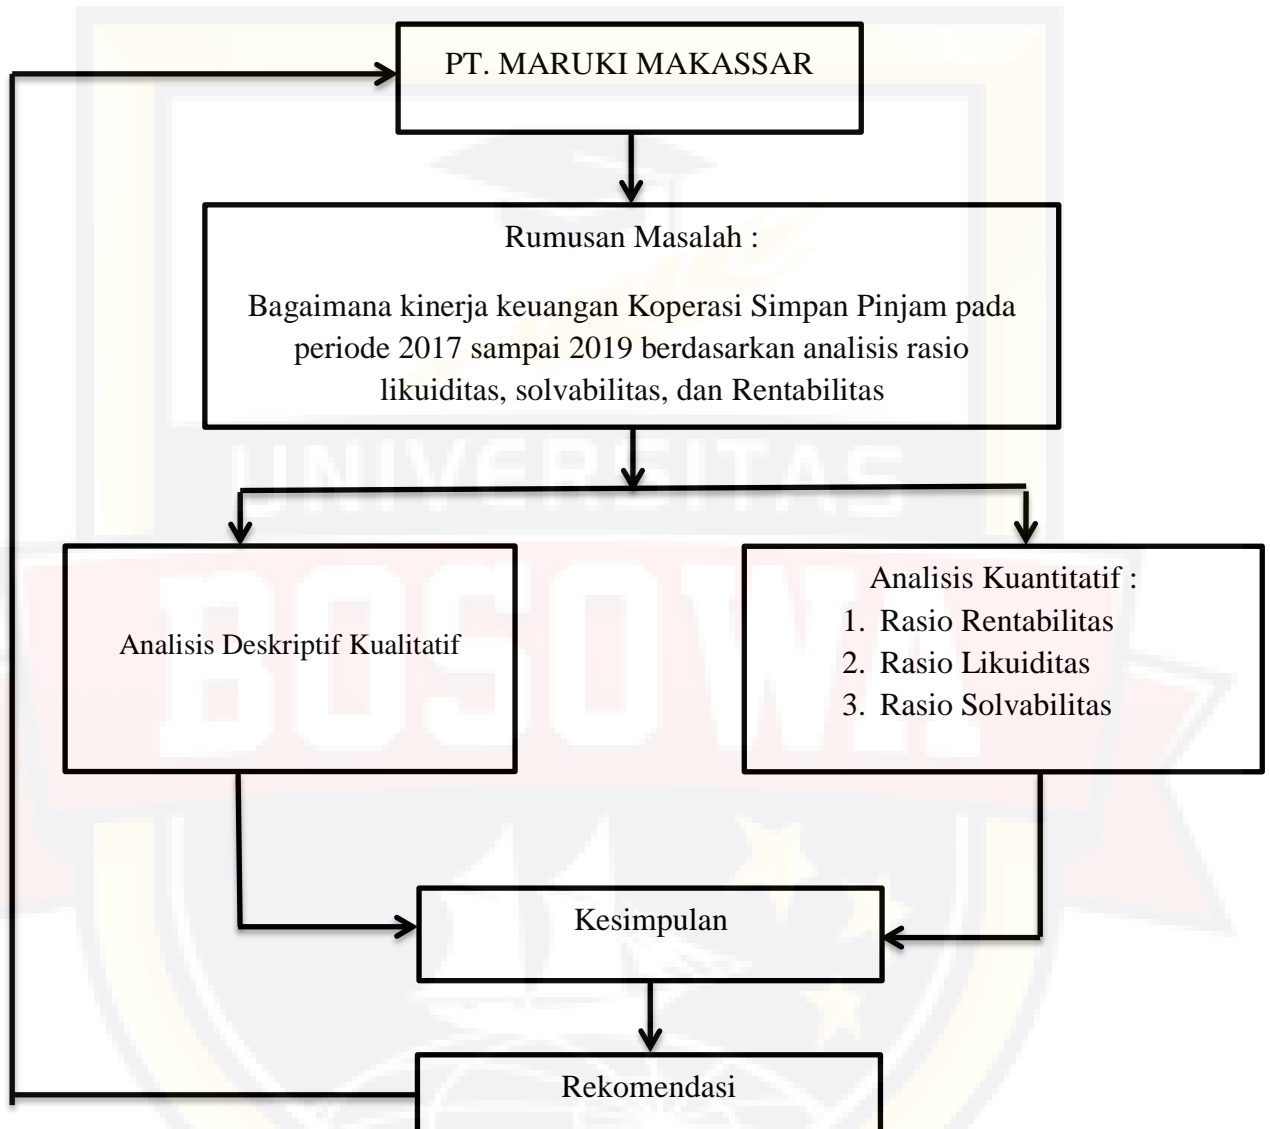 PT. MARUKI MAKASSAR
Rumusan Masalah :
Bagaimana kinerja keuangan Koperasi Simpan Pinjam pada
periode 2017 sampai 2019 berdasarkan analisis rasio
likuiditas, solvabilitas, dan Rentabilitas
UNIVERSITAS
BOSOWA
Analisis Deskriptif Kualitatif
Analisis Kuantitatif :
1. Rasio Rentabilitas
2. Rasio Likuiditas
3. Rasio Solvabilitas
Kesimpulan
Rekomendasi